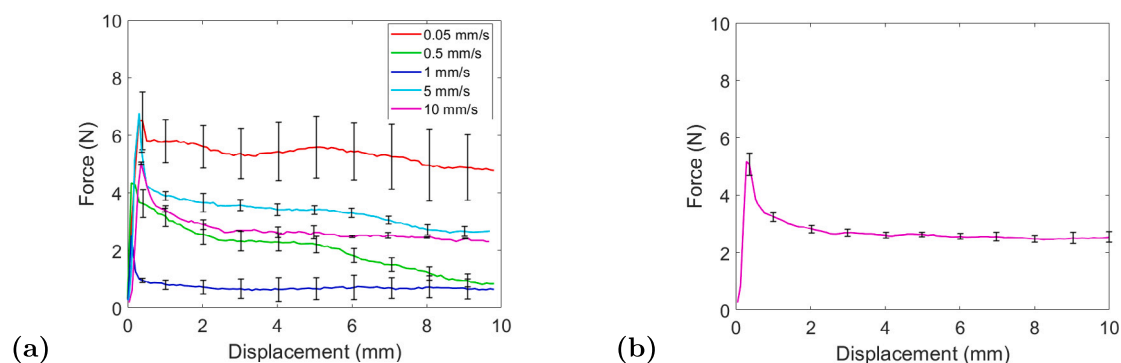 10
8
6
4
2
0
Force (N)
0 2 4 6 8 10
Displacement (mm)
0.05 mm/s
0.5 mm/s
1 mm/s
5 mm/s
10 mm/s
(a)
10
8
6
4
2
0
Force (N)
0 2 4 6 8 10
Displacement (mm)
(b)